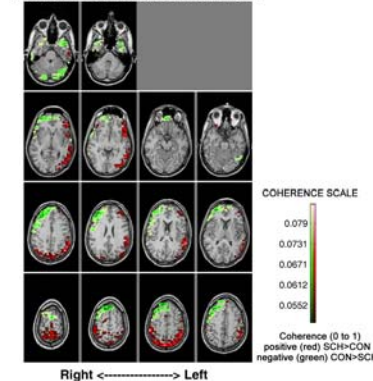 COHERENCE SCALE
0.079
0.0731
0.0671
0.0612
0.0552
Coherence (0 to 1)
positive (red) SCH>CON
negative (green) CON>SCH
Right <----------------> Left